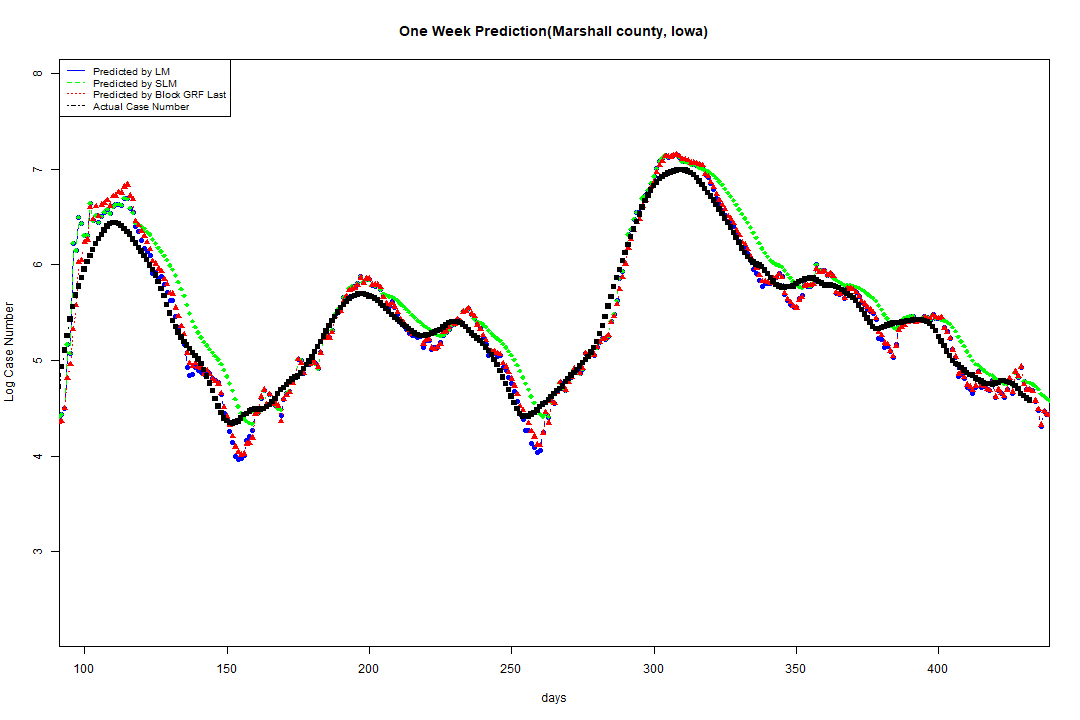 One Week Prediction(Marshall county, Iowa)
Predicted by LM
Predicted by SLM
Predicted by Block GRF Last
Actual Case Number
8
7
6
5
4
3
Log Case Number
100 150 200 250 300 350 400
days